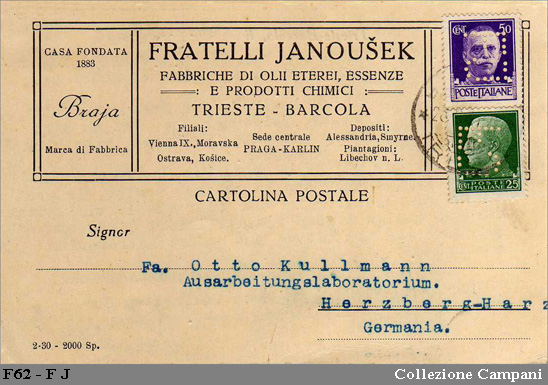 CASA FONDATA
1883
Braja
Marca di Fabbrica
FRATELLI JANOUŠEK
FABBRICHE DI OLII ETEREI, ESSENZE
E PRODOTTI CHIMICI
TRIESTE - BARCOLA
Filiali:
Vienna IX., Moravska
Ostrava, Košice.
Sede centrale
PRAGA-KARLIN
Depositi:
Alessandria, Smyrne.
Piantagioni:
Libechov n. L.
CENT. 50
POSTE ITALIANE
POSTE
ITALIANE
CENT. 25
CARTOLINA POSTALE
Signor
Fa. Otto Kullmann
Ausarbeitungslaboratorium.
Herzberg-Harz
Germania.
2-30 - 2000 Sp.
F62 - F J
Collezione Campani